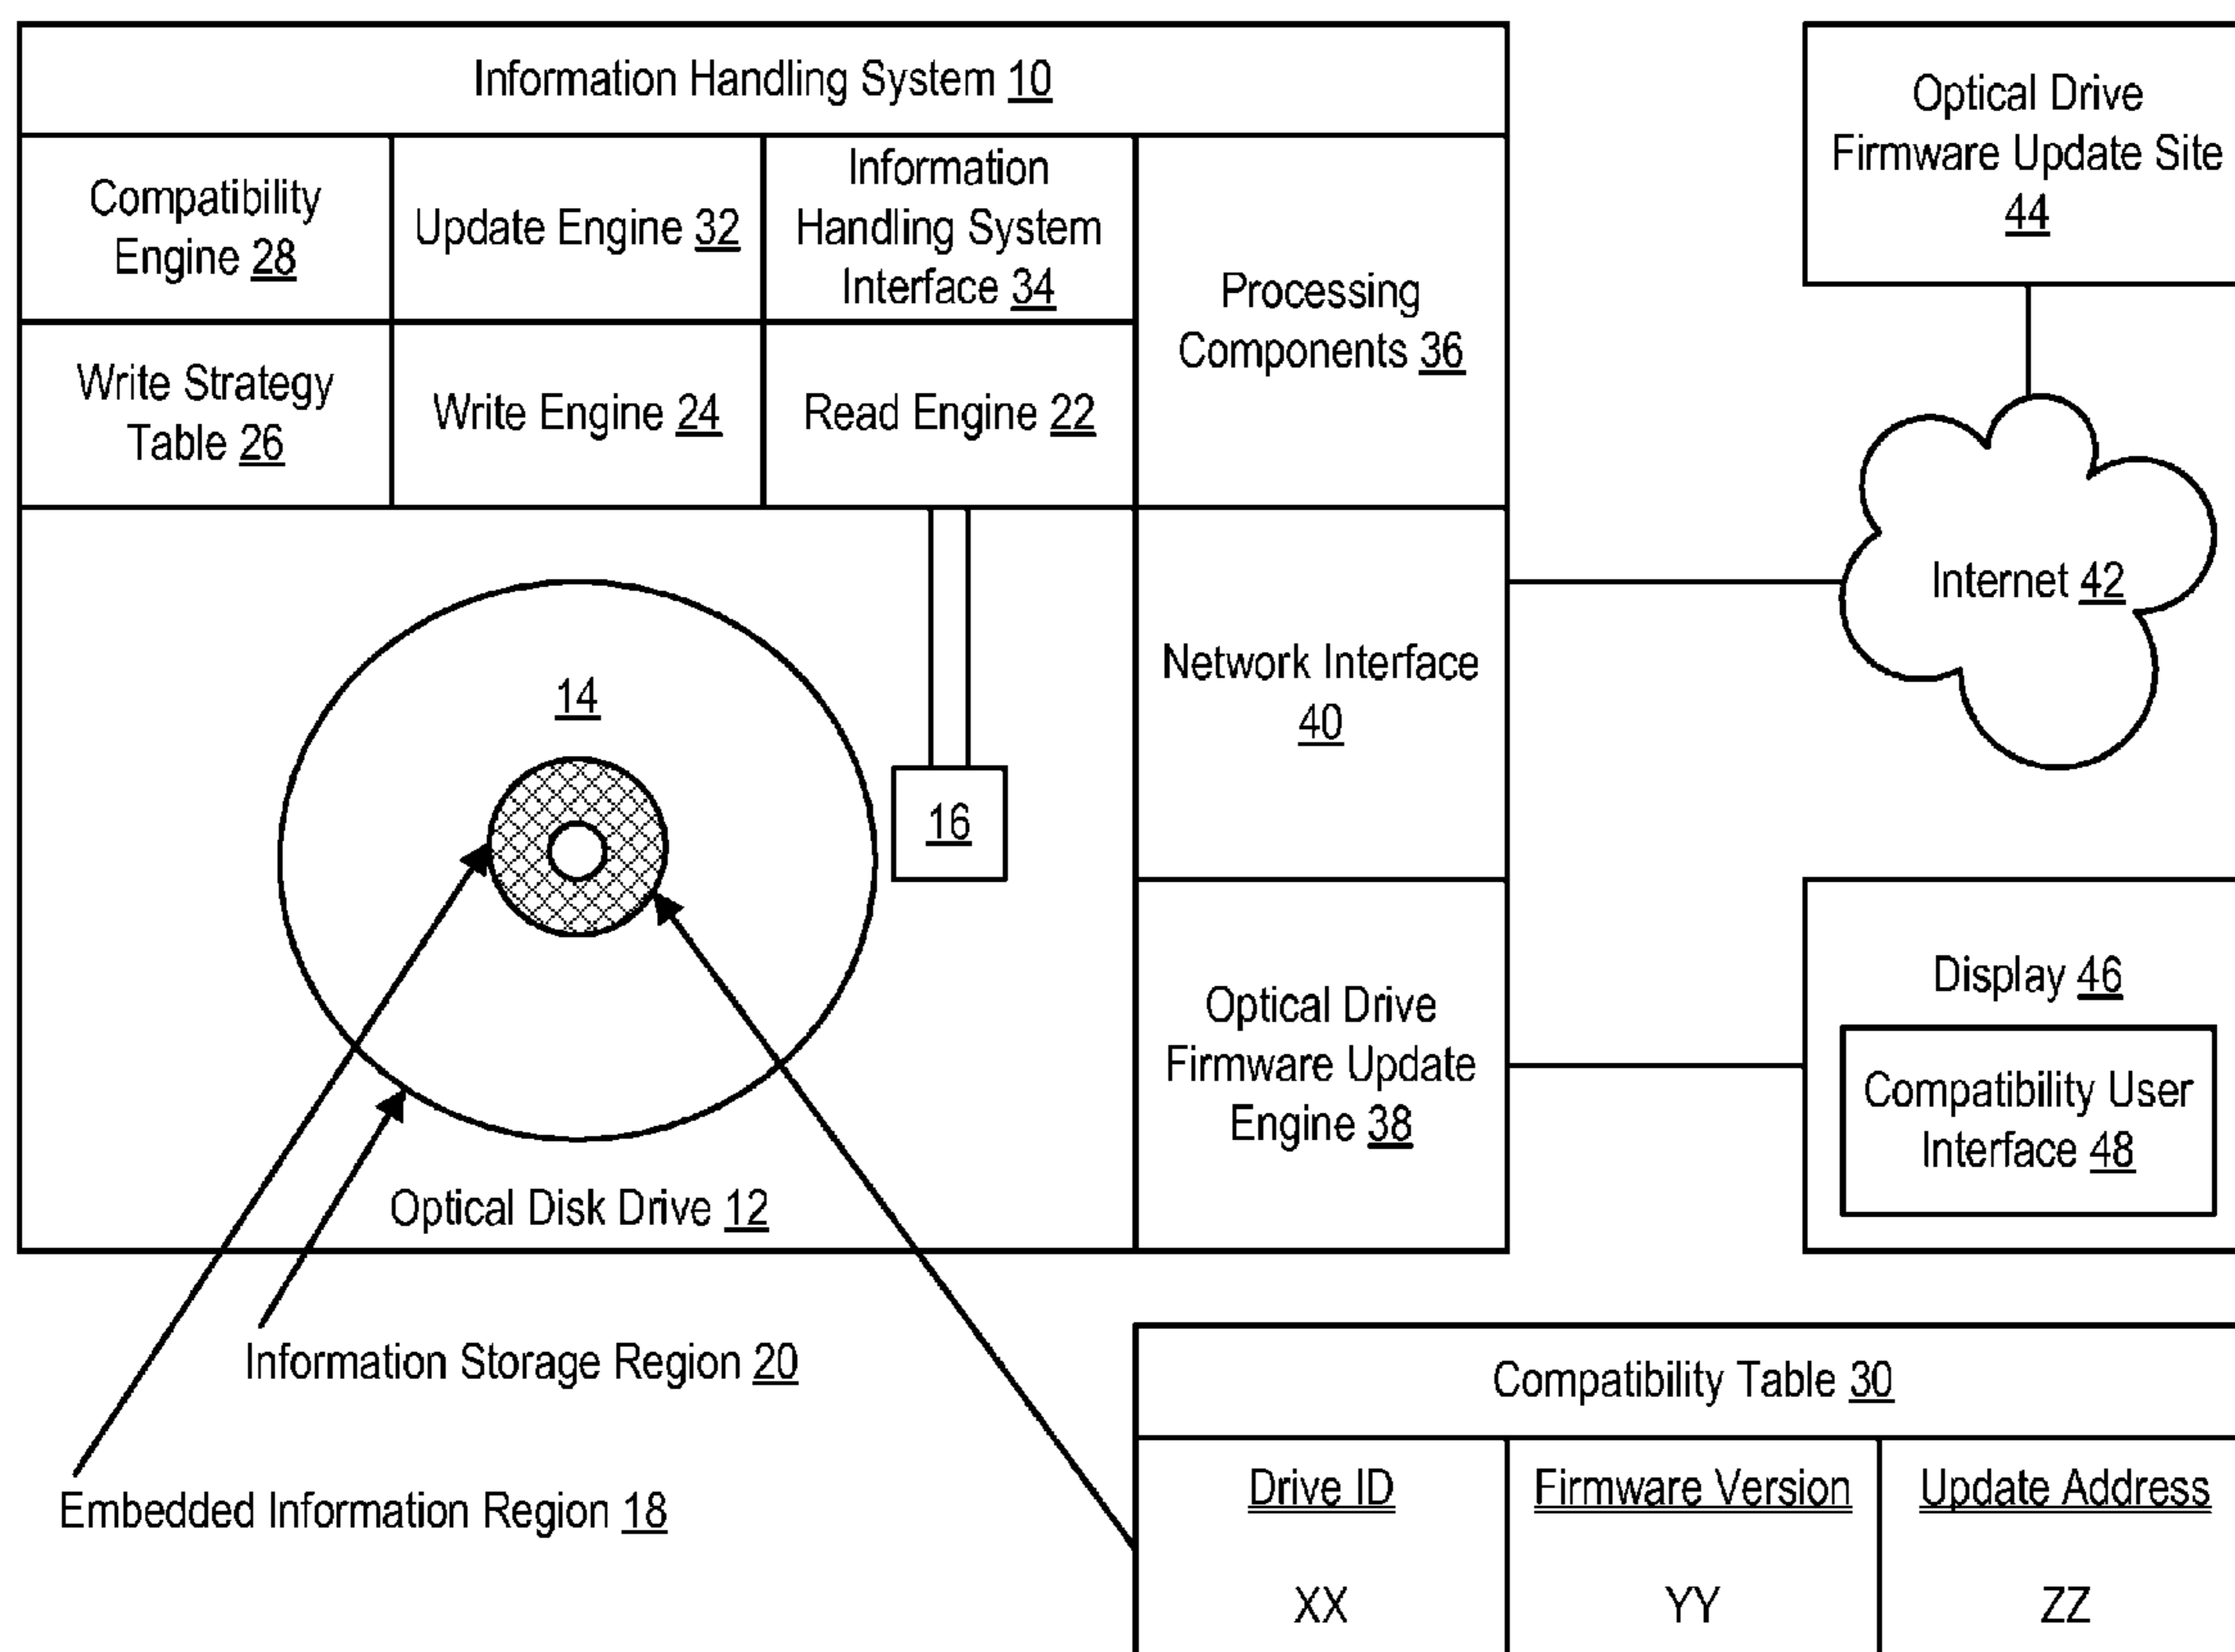 Information Handling System 10
Compatibility
Engine 28
Update Engine 32
Information
Handling System
Interface 34
Processing
Components 36
Write Strategy
Table 26
Write Engine 24
Read Engine 22
Optical Drive
Firmware Update Site
44
Internet 42
Network Interface
40
14
16
Optical Drive
Firmware Update
Engine 38
Display 46
Compatibility User
Interface 48
Optical Disk Drive 12
Information Storage Region 20
Embedded Information Region 18
Compatibility Table 30
Drive ID
Firmware Version
Update Address
XX
YY
ZZ